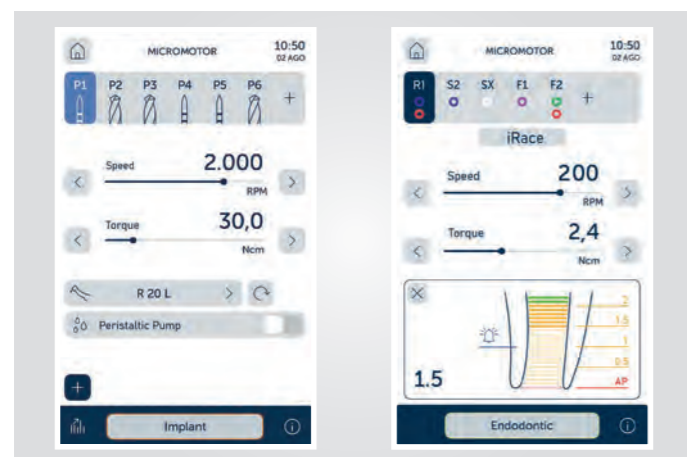 MICROMOTOR
10:50
02 AGO
P1 P2 P3 P4 P5 P6 +
Speed 2.000
RPM
Torque 30,0
Ncm
R 20 L
Peristaltic Pump
+
Implant
MICROMOTOR
10:50
02 AGO
R1 S2 SX F1 F2 +
iRace
Speed 200
RPM
Torque 2,4
Ncm
2
1.5
1
0.5
1.5 AP
Endodontic